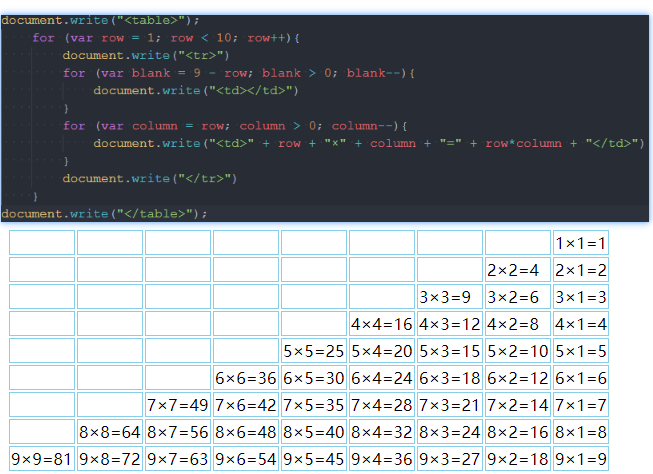 document.write("<table>");
for (var row = 1; row < 10; row++){
document.write("<tr>")
for (var blank = 9 - row; blank > 0; blank--){
document.write("<td></td>")
}
for (var column = row; column > 0; column--){
document.write("<td>" + row + "×" + column + "=" + row*column + "</td>")
}
document.write("</tr>")
}
document.write("</table>");
1×1=1
2×2=4 2×1=2
3×3=9 3×2=6 3×1=3
4×4=16 4×3=12 4×2=8 4×1=4
5×5=25 5×4=20 5×3=15 5×2=10 5×1=5
6×6=36 6×5=30 6×4=24 6×3=18 6×2=12 6×1=6
7×7=49 7×6=42 7×5=35 7×4=28 7×3=21 7×2=14 7×1=7
8×8=64 8×7=56 8×6=48 8×5=40 8×4=32 8×3=24 8×2=16 8×1=8
9×9=81 9×8=72 9×7=63 9×6=54 9×5=45 9×4=36 9×3=27 9×2=18 9×1=9